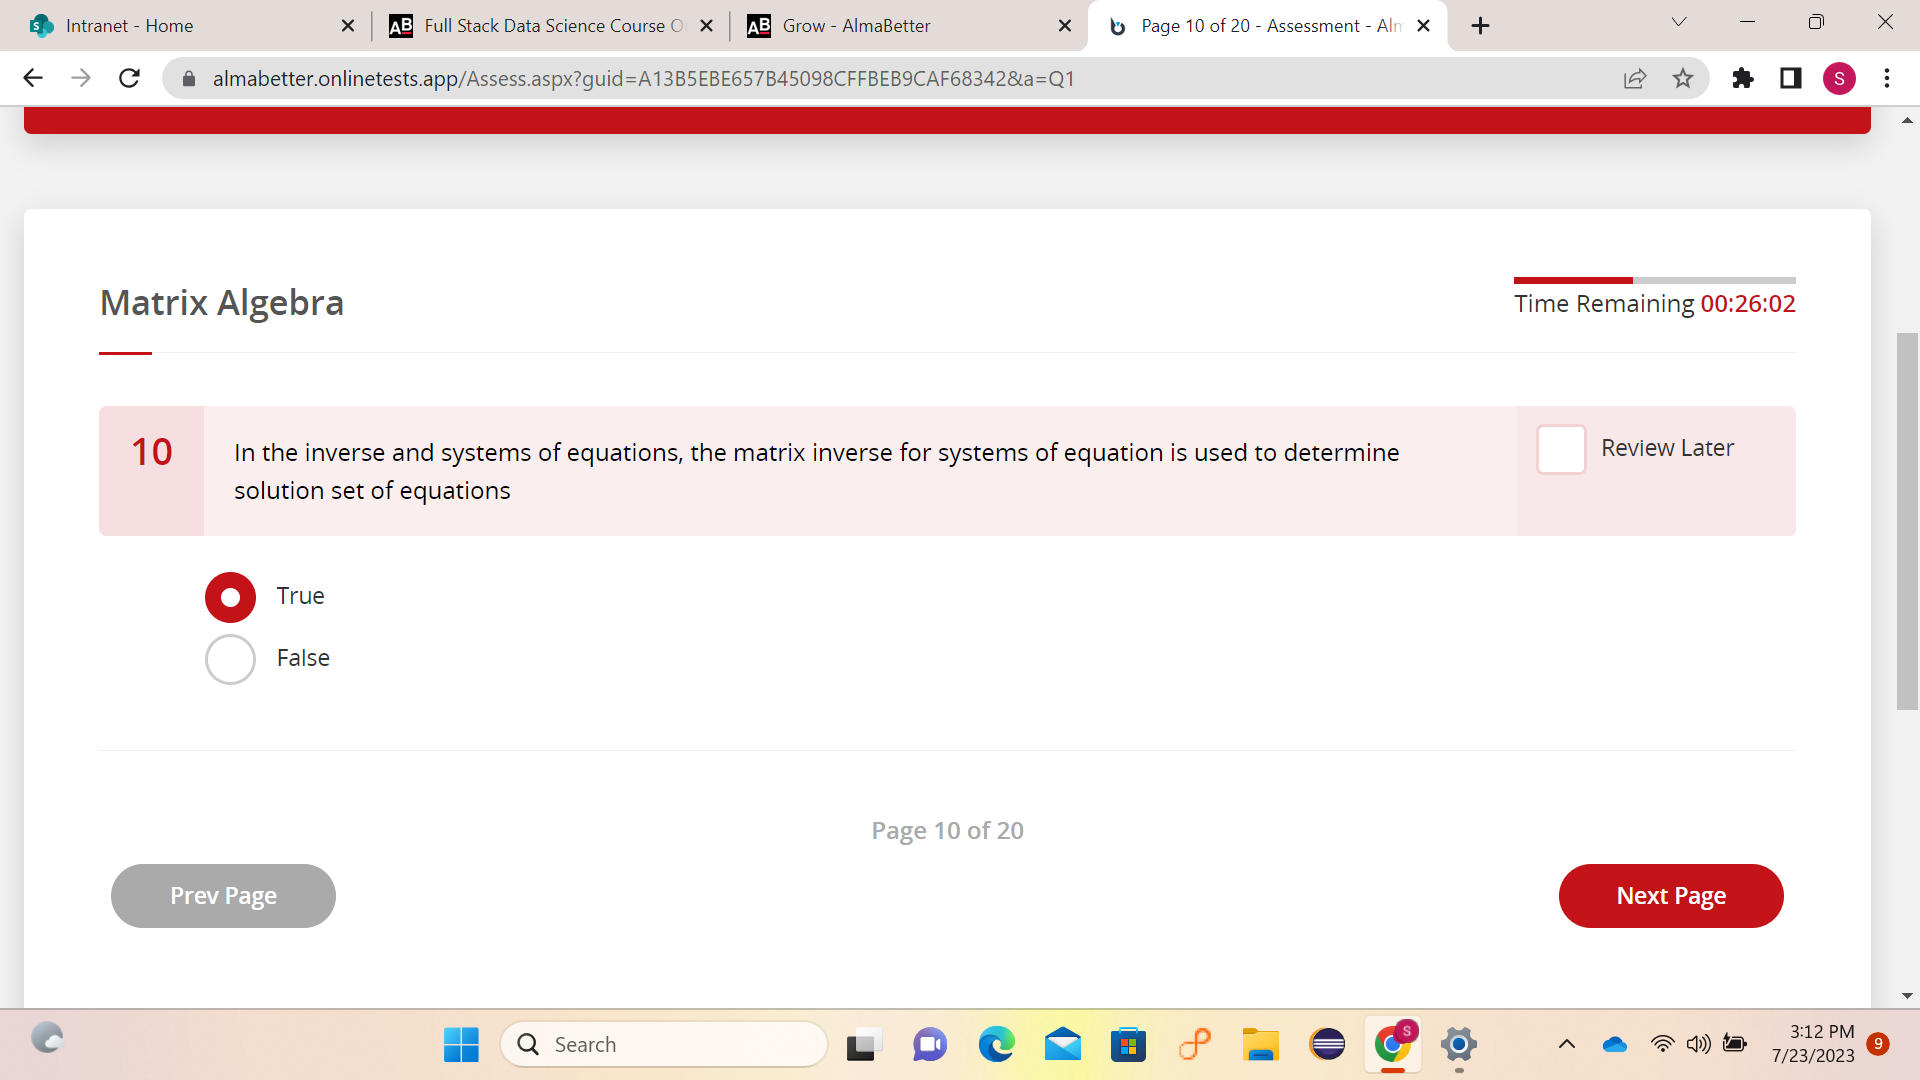 Intranet - Home
AB Full Stack Data Science Course O
AB Grow - AlmaBetter
Page 10 of 20 - Assessment - Alm
almabetter.onlinetests.app/Assess.aspx?guid=A13B5EBE657B45098CFFBEB9CAF68342&a=Q1
S
Matrix Algebra
Time Remaining 00:26:02
10
In the inverse and systems of equations, the matrix inverse for systems of equation is used to determine
solution set of equations
Review Later
True
False
Page 10 of 20
Prev Page
Next Page
Search
S
3:12 PM
7/23/2023
9